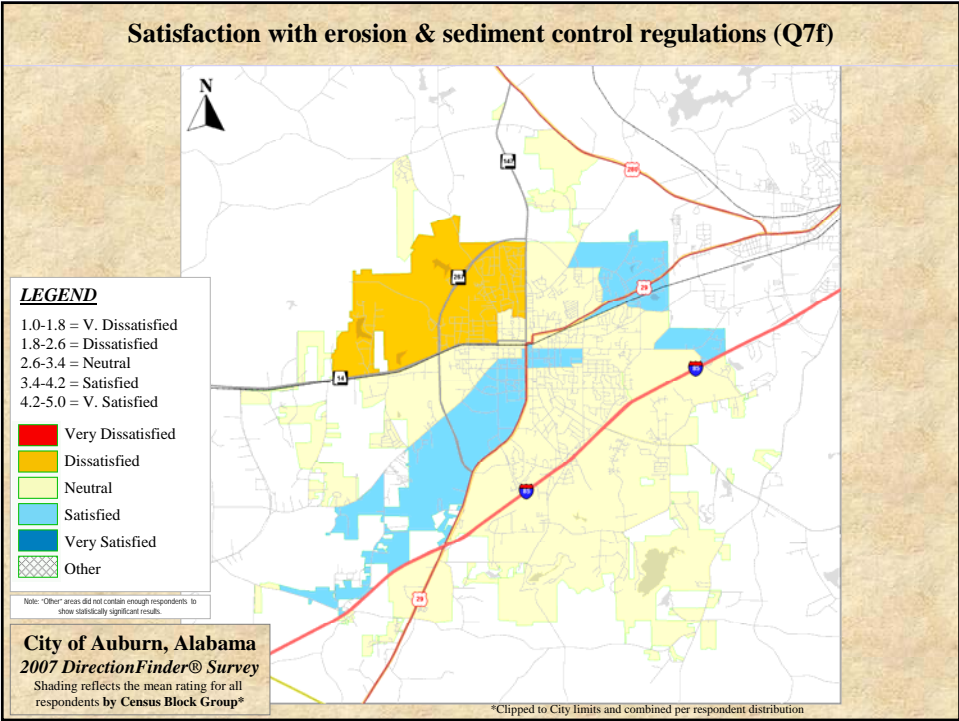 Satisfaction with erosion & sediment control regulations (Q7f)
N
147
280
267
29
14
85
85
29
LEGEND
1.0-1.8 = V. Dissatisfied
1.8-2.6 = Dissatisfied
2.6-3.4 = Neutral
3.4-4.2 = Satisfied
4.2-5.0 = V. Satisfied
Very Dissatisfied
Dissatisfied
Neutral
Satisfied
Very Satisfied
Other
Note: "Other" areas did not contain enough respondents to
show statistically significant results.
City of Auburn, Alabama
2007 DirectionFinder® Survey
Shading reflects the mean rating for all
respondents by Census Block Group*
*Clipped to City limits and combined per respondent distribution